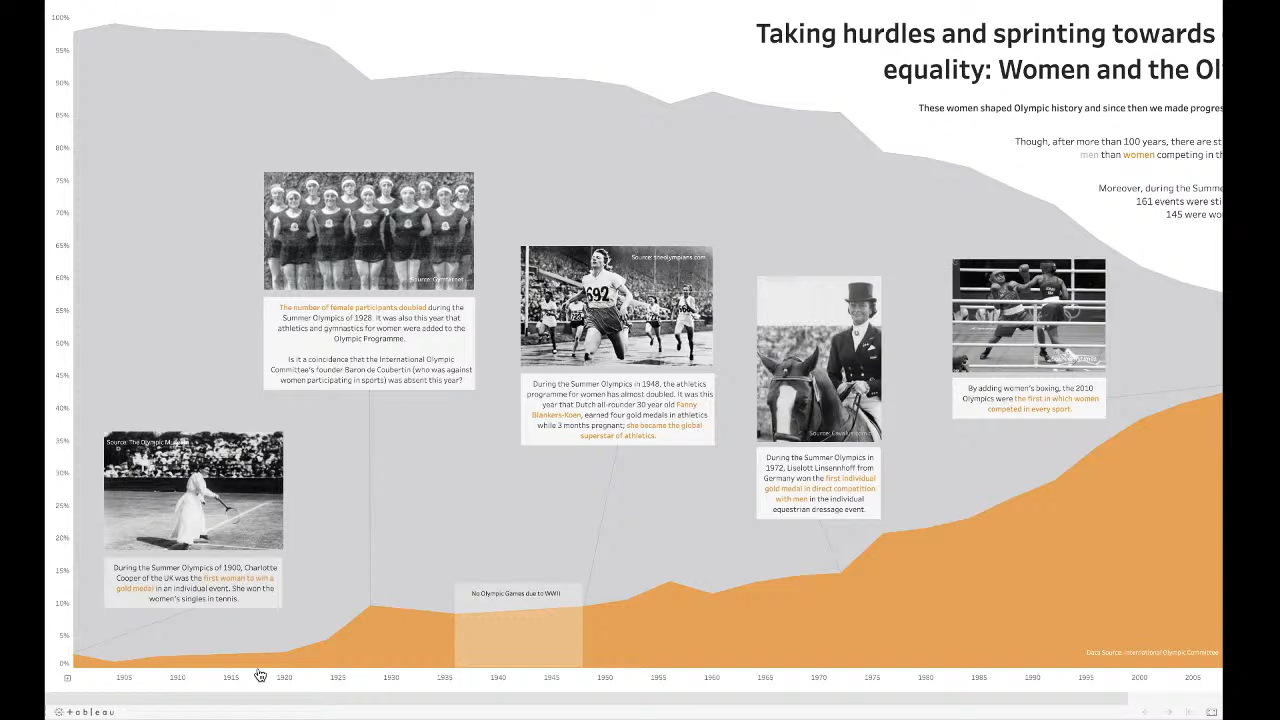 Taking hurdles and sprinting towards
equality: Women and the Ol
These women shaped Olympic history and since then we made progres
Though, after more than 100 years, there are st
men than women competing in th
Moreover, during the Summe
161 events were sti
145 were wo
100%
95%
90%
85%
80%
75%
70%
65%
60%
55%
50%
45%
40%
35%
30%
25%
20%
15%
10%
5%
0%
Source: The Olympic Museum
During the Summer Olympics of 1900, Charlotte
Cooper of the UK was the first woman to win a
gold medal in an individual event. She won the
women's singles in tennis.
Source: Gymternet
The number of female participants doubled during the
Summer Olympics of 1928. It was also this year that
athletics and gymnastics for women were added to the
Olympic Programme.
Is it a coincidence that the International Olympic
Committee's founder Baron de Coubertin (who was against
women participating in sports) was absent this year?
Source: siteolympians.com
692
During the Summer Olympics in 1948, the athletics
programme for women has almost doubled. It was this
year that Dutch all-rounder 30 year old Fanny
Blankers-Koen, earned four gold medals in athletics
while 3 months pregnant; she became the global
superstar of athletics.
No Olympic Games due to WWII
During the Summer Olympics in
1972, Liselott Linsennhoff from
Germany won the first individual
gold medal in direct competition
with men in the individual
equestrian dressage event.
By adding women's boxing, the 2010
Olympics were the first in which women
competed in every sport.
Data Source: International Olympic Committee
1905 1910 1915 1920 1925 1930 1935 1940 1945 1950 1955 1960 1965 1970 1975 1980 1985 1990 1995 2000 2005
+ableau